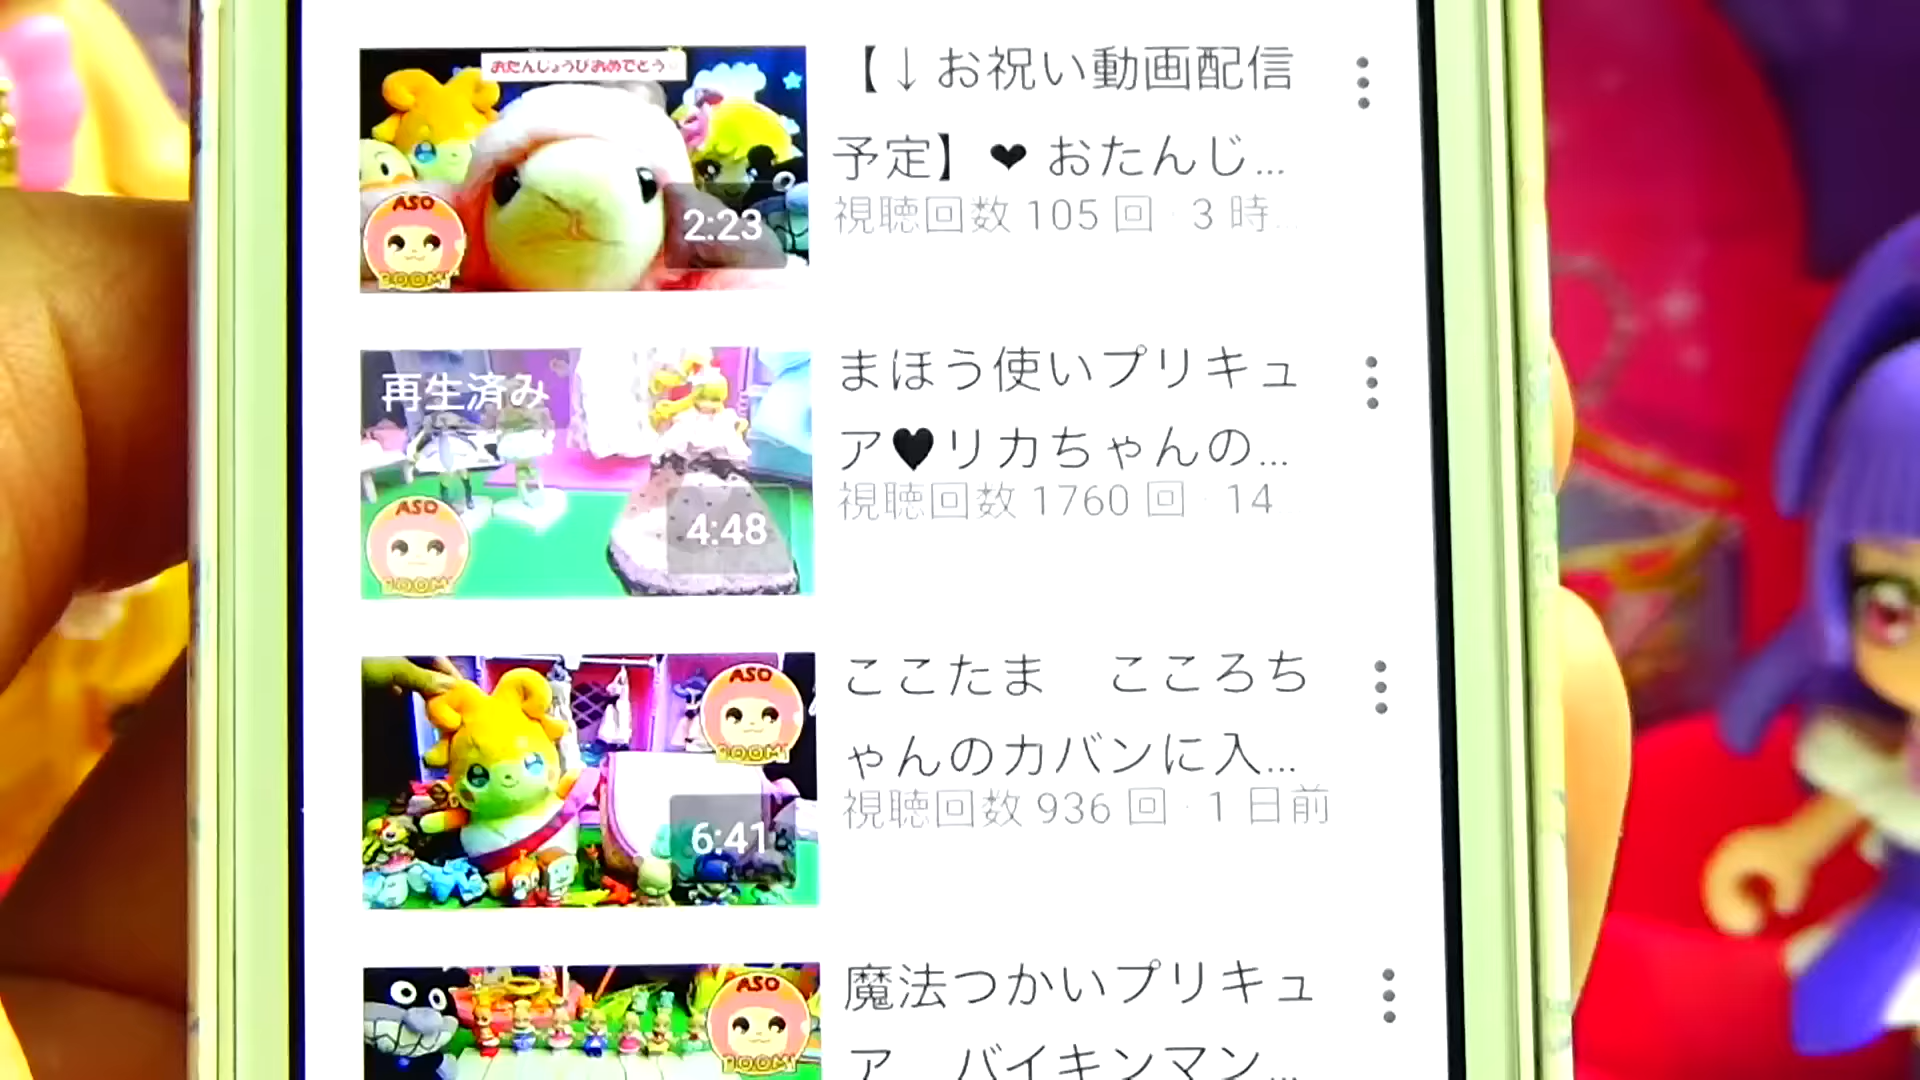 おたんじょうびおめでとう
ASO
ROOM!
2:23
【↓お祝い動画配信
予定】❤おたんじ...
視聴回数 105 回 · 3 時...
再生済み
ASO
ROOM!
4:48
まほう使いプリキュ
ア♥リカちゃんの...
視聴回数 1760 回 · 14
ASO
ROOM!
6:41
ここたま　こころち
ゃんのカバンに入...
視聴回数 936 回 · 1 日前
ASO
ROOM!
魔法つかいプリキュ
ア　バイキンマン...